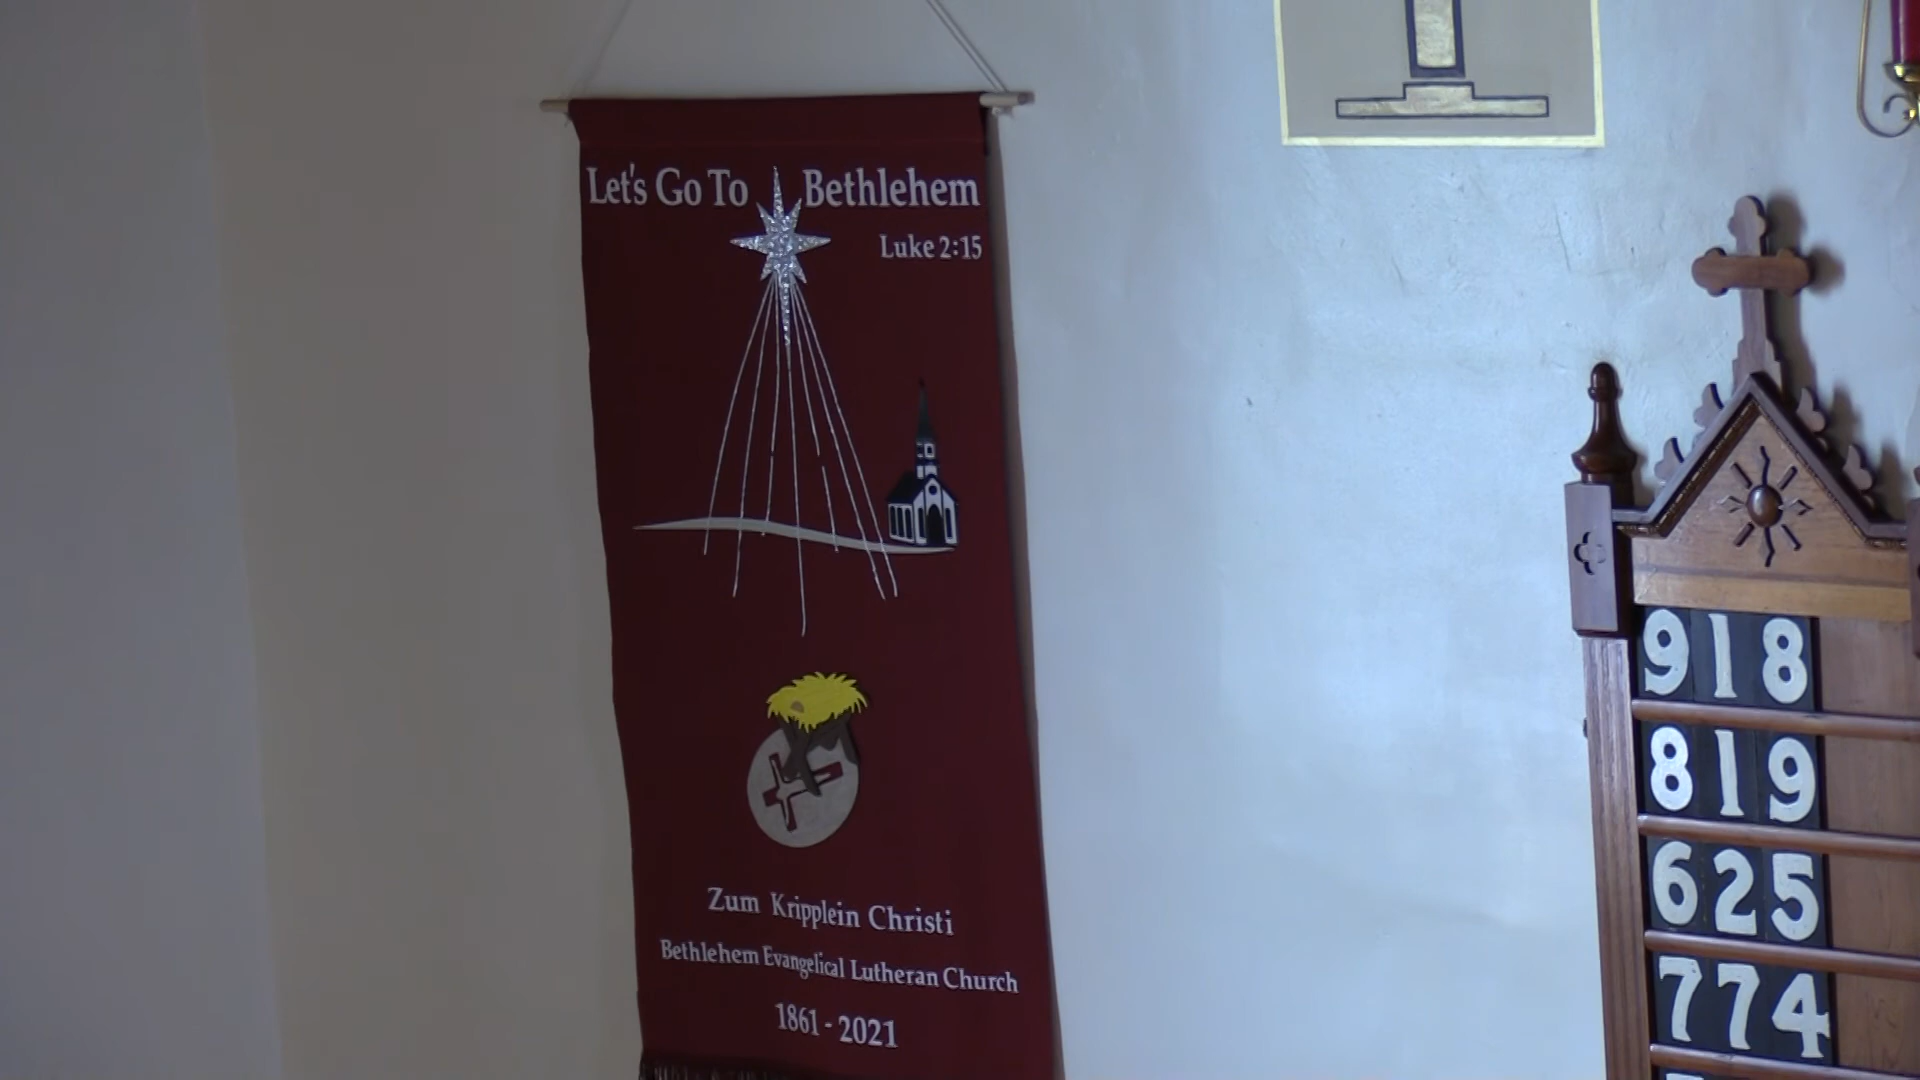 Let's Go To Bethlehem
Luke 2:15
Zum Kripplein Christi
Bethlehem Evangelical Lutheran Church
1861 - 2021
918
819
625
774